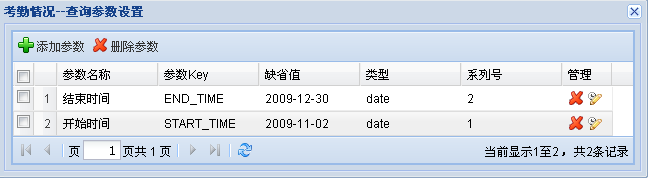 考勤情况--查询参数设置
添加参数 删除参数
参数名称 参数Key 缺省值 类型 系列号 管理
1 结束时间 END_TIME 2009-12-30 date 2
2 开始时间 START_TIME 2009-11-02 date 1
页 1 页共 1 页 当前显示1至2，共2条记录